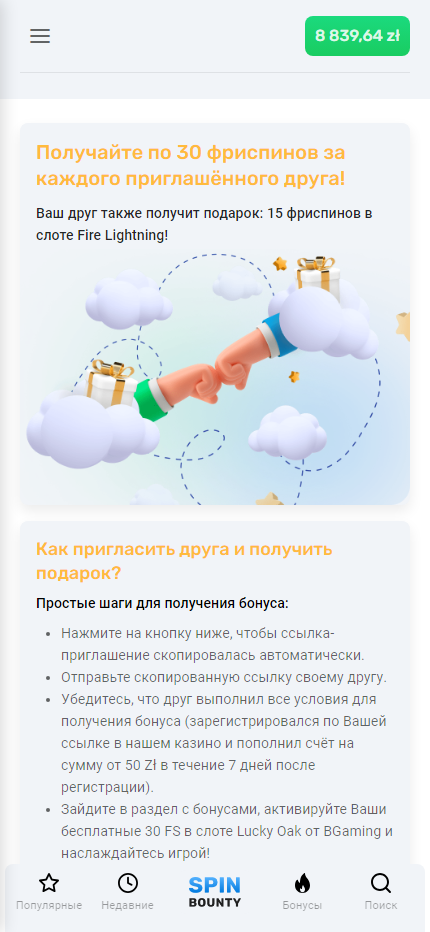 8 839,64 zł
Получайте по 30 фриспинов за
каждого приглашённого друга!
Ваш друг также получит подарок: 15 фриспинов в
слоте Fire Lightning!
Как пригласить друга и получить
подарок?
Простые шаги для получения бонуса:
• Нажмите на кнопку ниже, чтобы ссылка-
приглашение скопировалась автоматически.
• Отправьте скопированную ссылку своему другу.
• Убедитесь, что друг выполнил все условия для
получения бонуса (зарегистрировался по Вашей
ссылке в нашем казино и пополнил счёт на
сумму от 50 Zł в течение 7 дней после
регистрации).
• Зайдите в раздел с бонусами, активируйте Ваши
бесплатные 30 FS в слоте Lucky Oak от BGaming и
наслаждайтесь игрой!
SPIN
BOUNTY
Популярные Недавние Бонусы Поиск